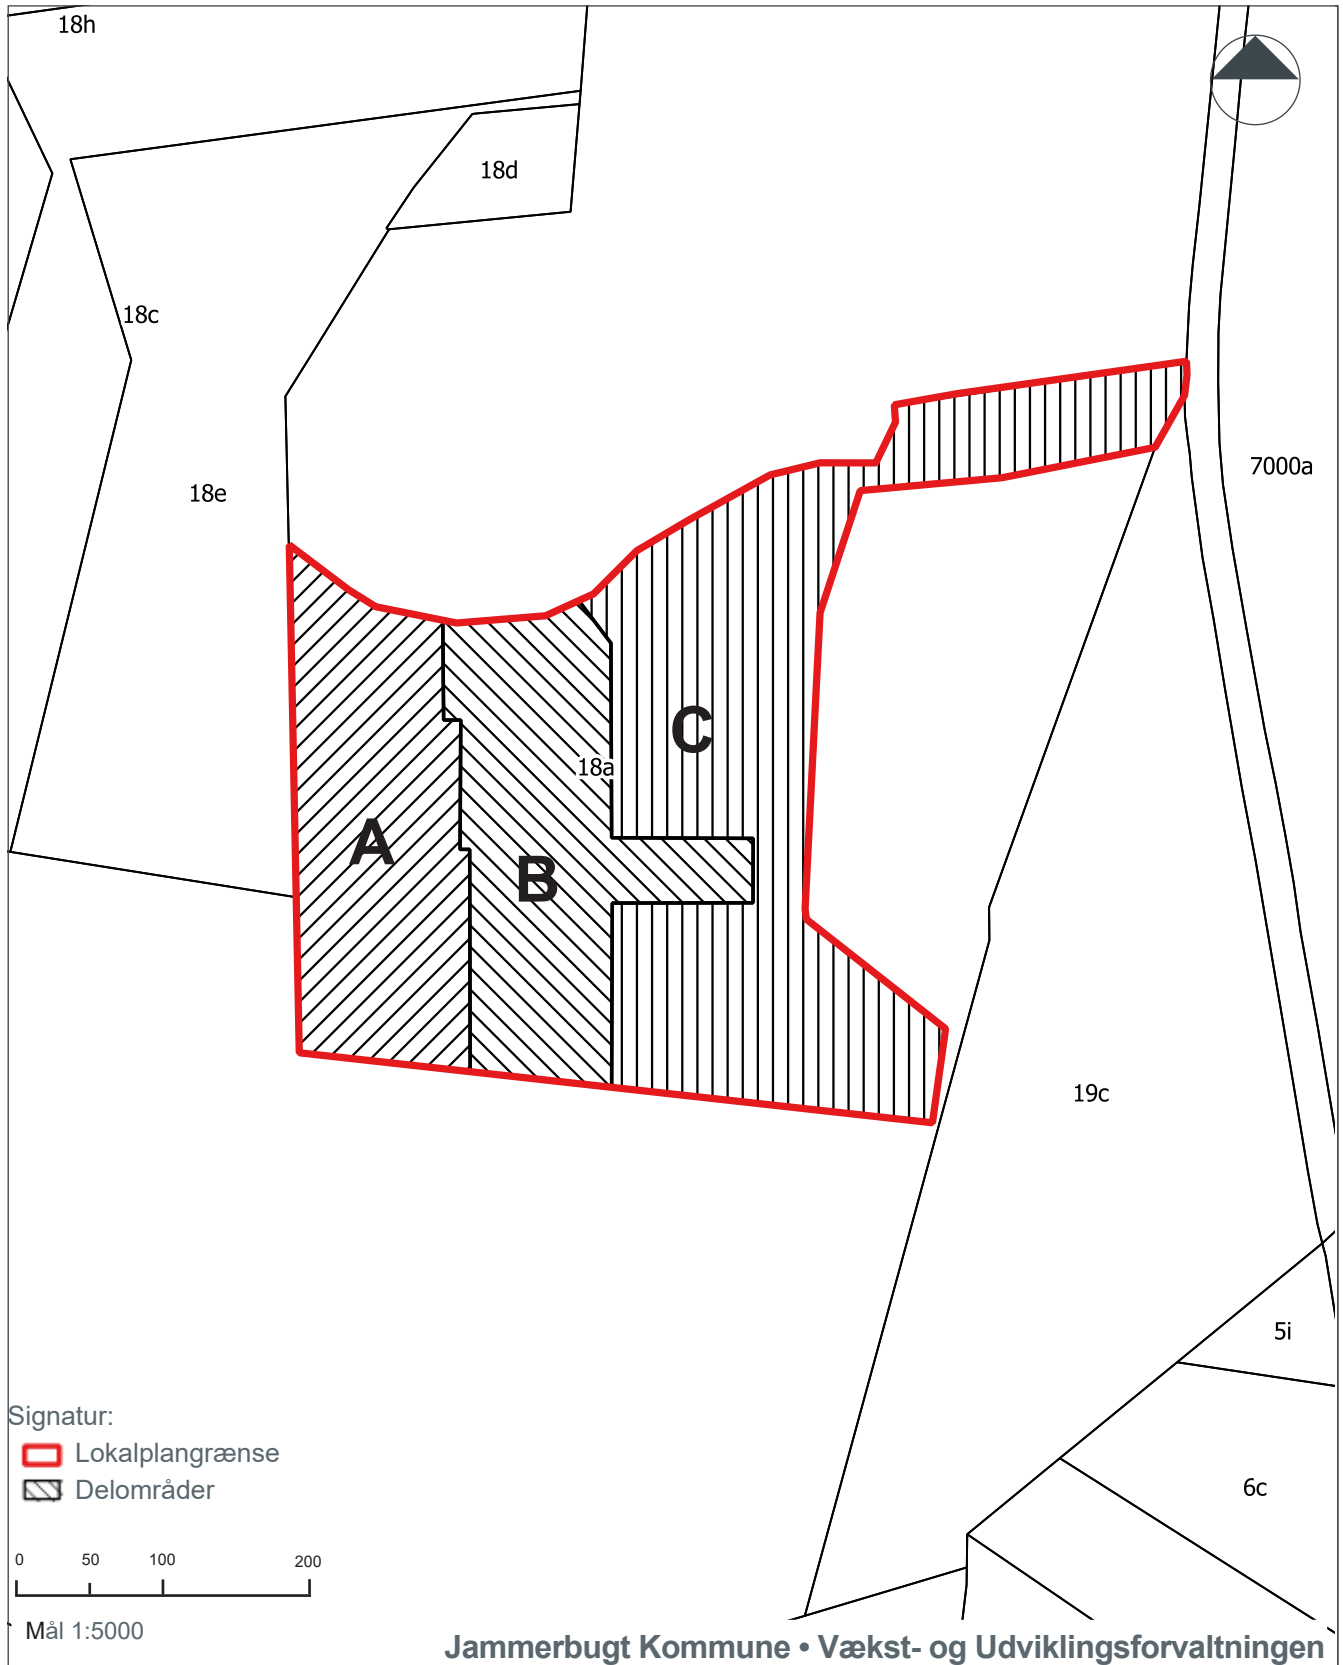 18h
18d
18c
18e
7000a
C
18a
A
B
19c
5i
Signatur:
Lokalplangrænse
Delområder
6c
0 50 100 200
Mål 1:5000
Jammerbugt Kommune • Vækst- og Udviklingsforvaltningen